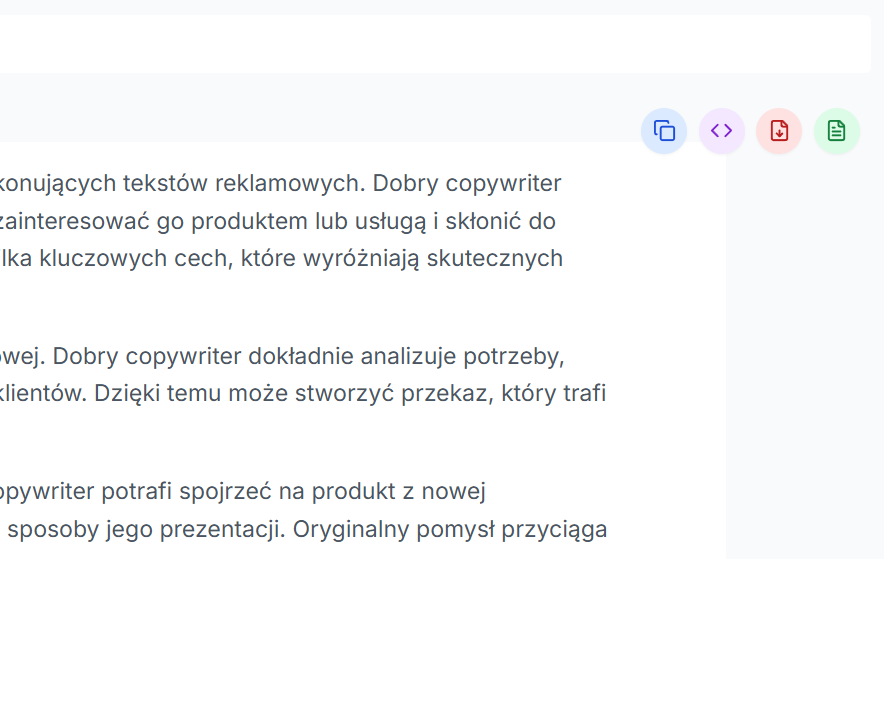 konujących tekstów reklamowych. Dobry copywriter
zainteresować go produktem lub usługą i skłonić do
ilka kluczowych cech, które wyróżniają skutecznych
owej. Dobry copywriter dokładnie analizuje potrzeby,
klientów. Dzięki temu może stworzyć przekaz, który trafi
opywriter potrafi spojrzeć na produkt z nowej
sposoby jego prezentacji. Oryginalny pomysł przyciąga